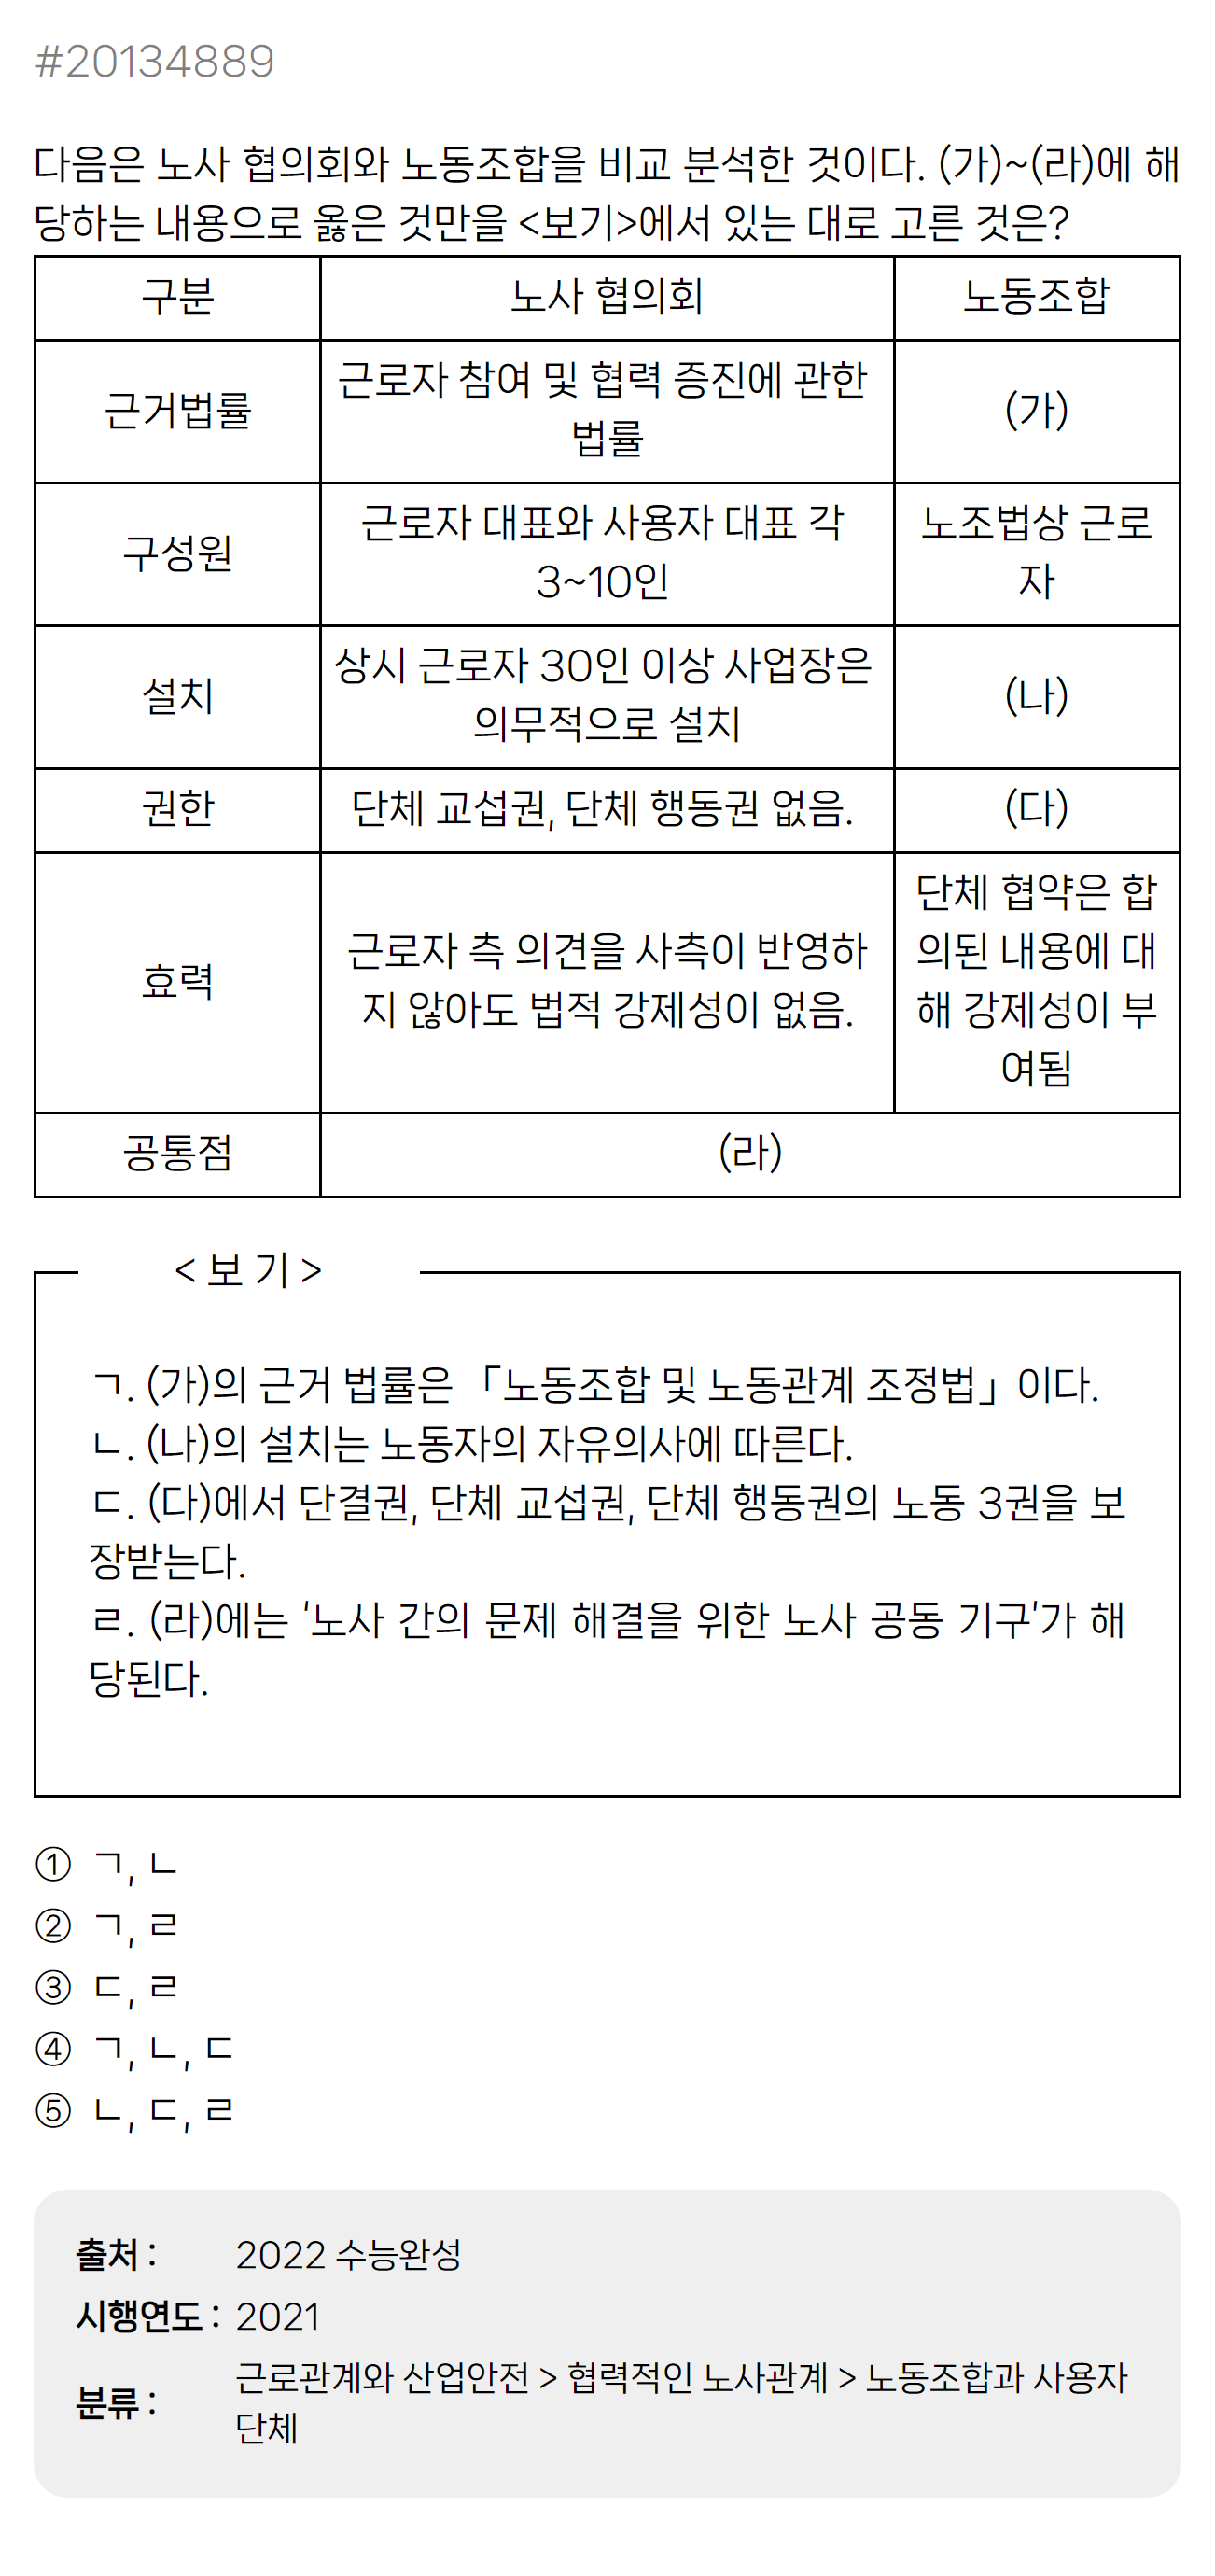 #20134889
다음은 노사 협의회와 노동조합을 비교 분석한 것이다. (가)~(라)에 해
당하는 내용으로 옳은 것만을 <보기>에서 있는 대로 고른 것은?
구분 노사 협의회 노동조합
근거법률 근로자 참여 및 협력 증진에 관한 법률 (가)
구성원 근로자 대표와 사용자 대표 각 3~10인 노조법상 근로자
설치 상시 근로자 30인 이상 사업장은 의무적으로 설치 (나)
권한 단체 교섭권, 단체 행동권 없음. (다)
효력 근로자 측 의견을 사측이 반영하지 않아도 법적 강제성이 없음. 단체 협약은 합의된 내용에 대해 강제성이 부여됨
공통점 (라)
< 보 기 >
ㄱ. (가)의 근거 법률은 「노동조합 및 노동관계 조정법」이다.
ㄴ. (나)의 설치는 노동자의 자유의사에 따른다.
ㄷ. (다)에서 단결권, 단체 교섭권, 단체 행동권의 노동 3권을 보
장받는다.
ㄹ. (라)에는 '노사 간의 문제 해결을 위한 노사 공동 기구'가 해
당된다.
① ㄱ, ㄴ
② ㄱ, ㄹ
③ ㄷ, ㄹ
④ ㄱ, ㄴ, ㄷ
⑤ ㄴ, ㄷ, ㄹ
출처 : 2022 수능완성
시행연도 : 2021
분류 : 근로관계와 산업안전 > 협력적인 노사관계 > 노동조합과 사용자
단체